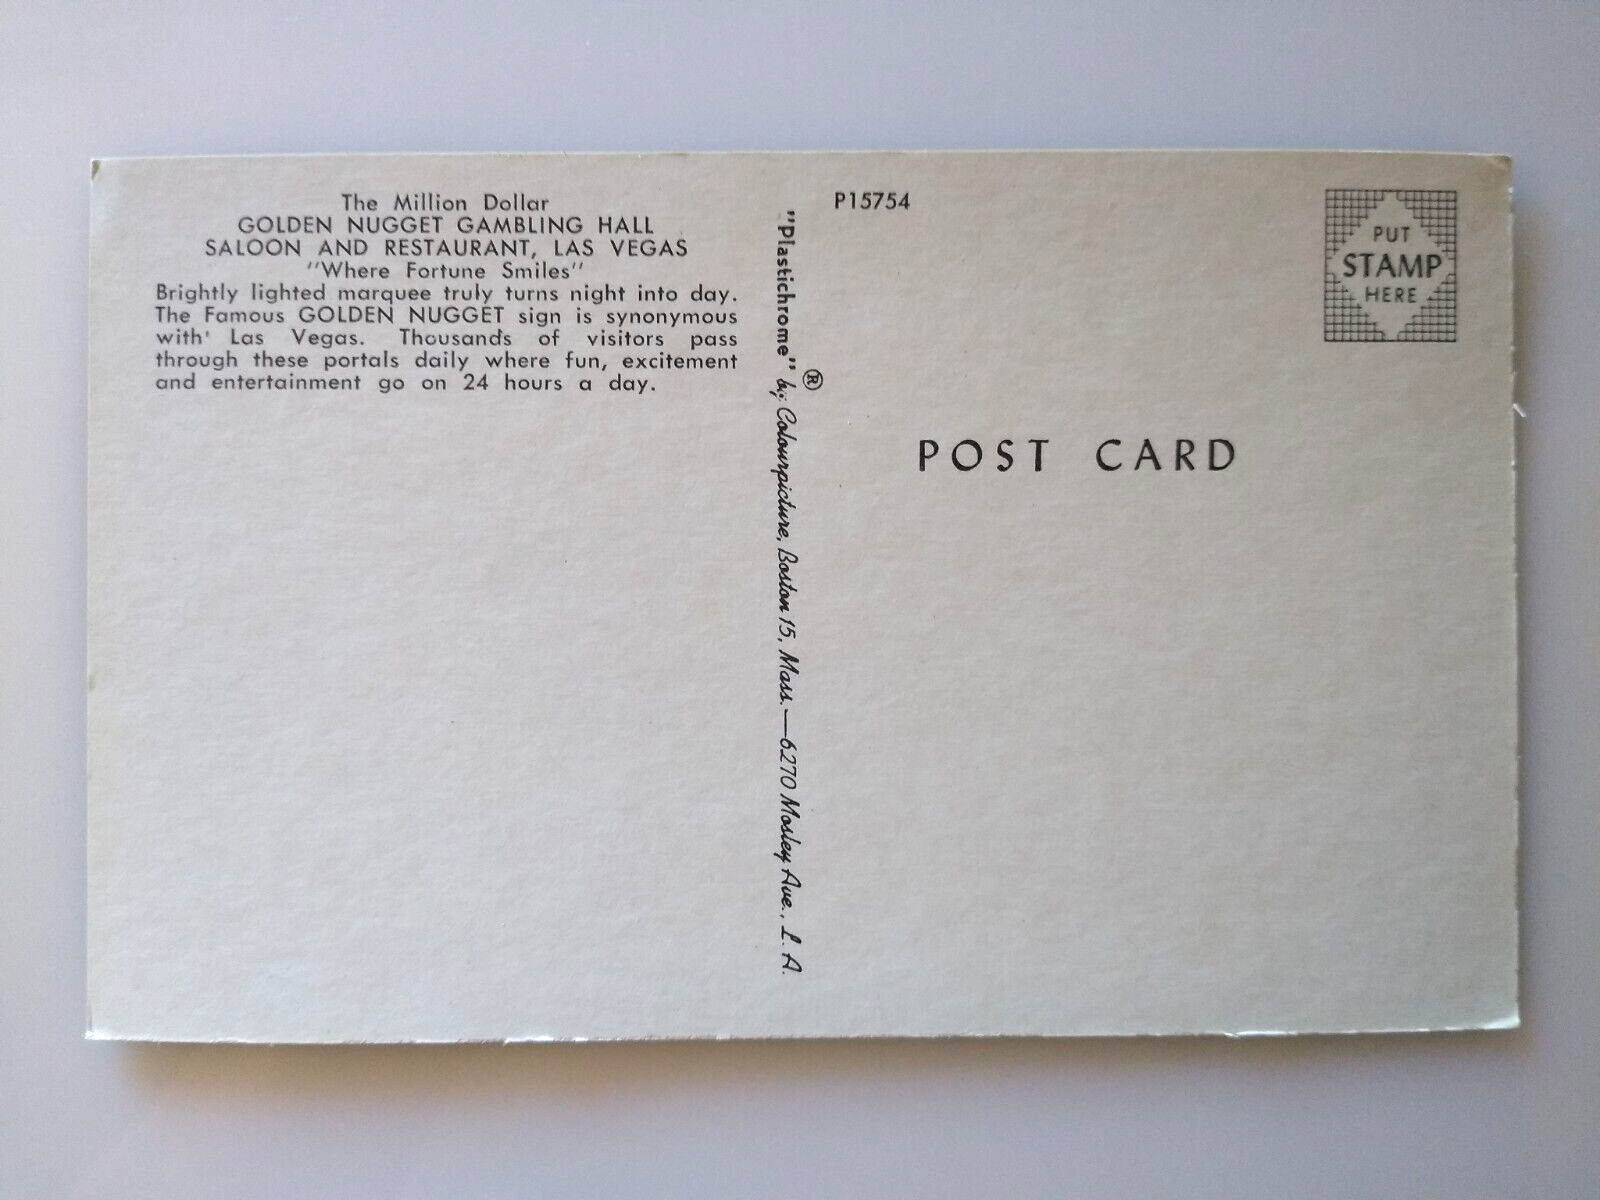 The Million Dollar
GOLDEN NUGGET GAMBLING HALL
SALOON AND RESTAURANT, LAS VEGAS
"Where Fortune Smiles"
Brightly lighted marquee truly turns night into day.
The Famous GOLDEN NUGGET sign is synonymous
with' Las Vegas. Thousands of visitors pass
through these portals daily where fun, excitement
and entertainment go on 24 hours a day.
"Plastichrome"® by Colourpicture, Boston 15, Mass.—6270 Mosley Ave., L. A.
P15754
PUT
STAMP
HERE
POST CARD